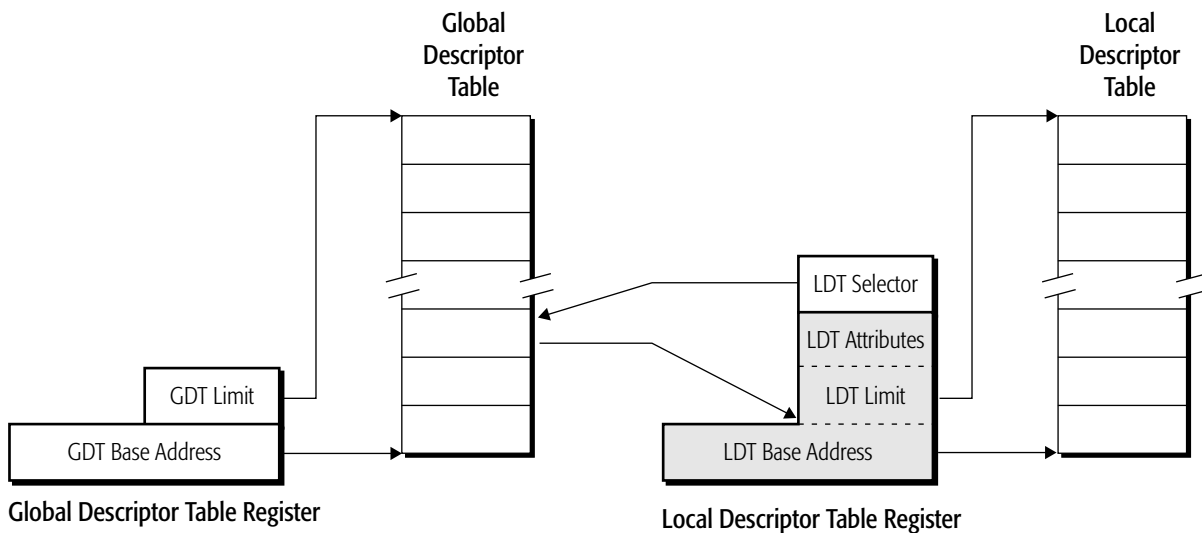 Global
Descriptor
Table
Local
Descriptor
Table
LDT Selector
LDT Attributes
GDT Limit
LDT Limit
GDT Base Address
LDT Base Address
Global Descriptor Table Register
Local Descriptor Table Register